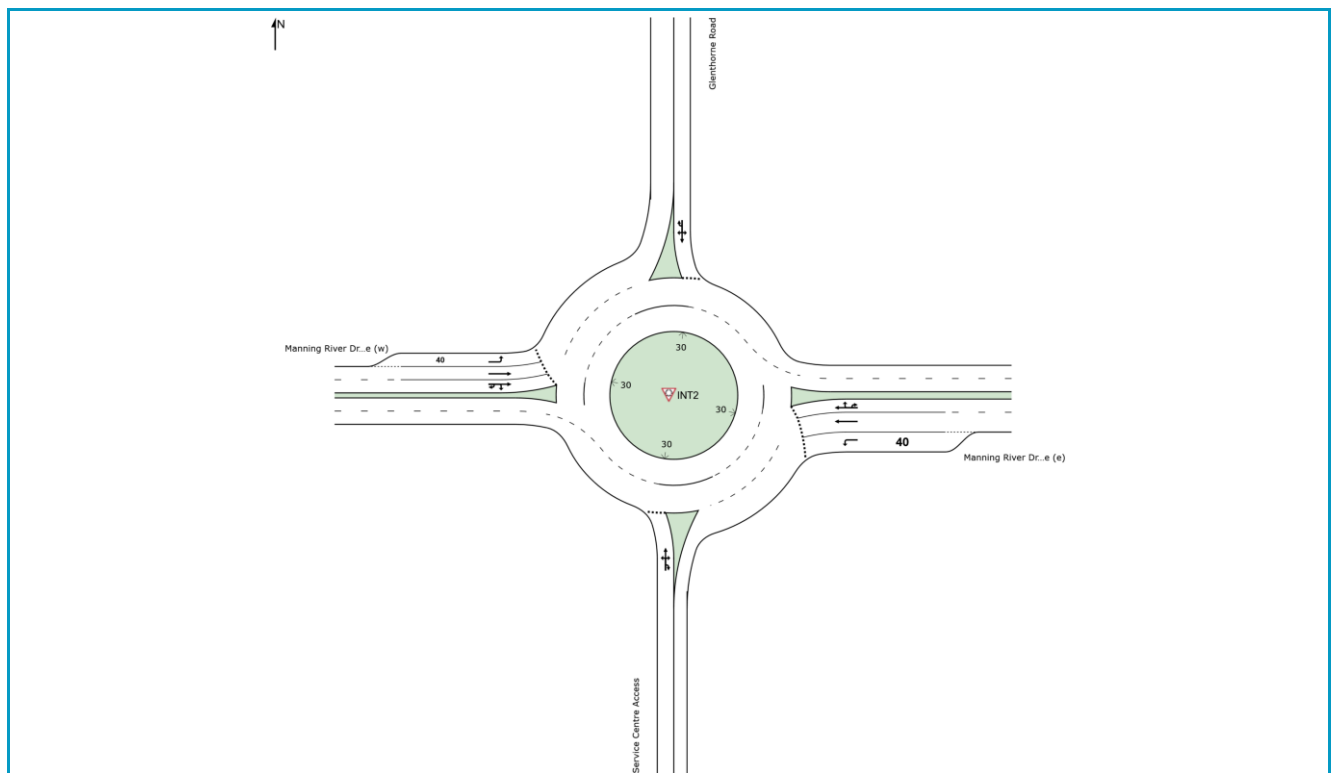 N
Glenthorne Road
Manning River Dr...e (w)
40
30
30
INT2
30
30
40
Manning River Dr...e (e)
Service Centre Access